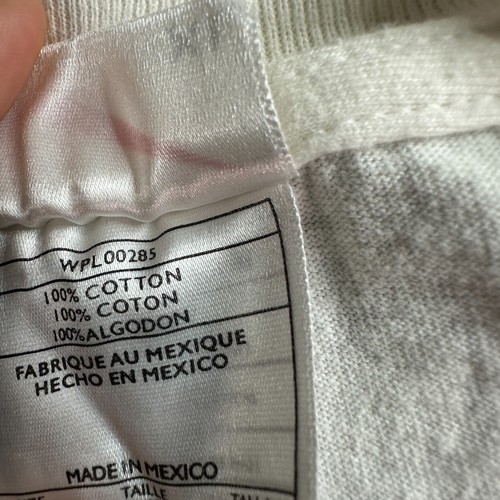 WPL00285
100% COTTON
100% COTON
100% ALGODON
FABRIQUE AU MEXIQUE
HECHO EN MEXICO
MADE IN MEXICO
TAILLE